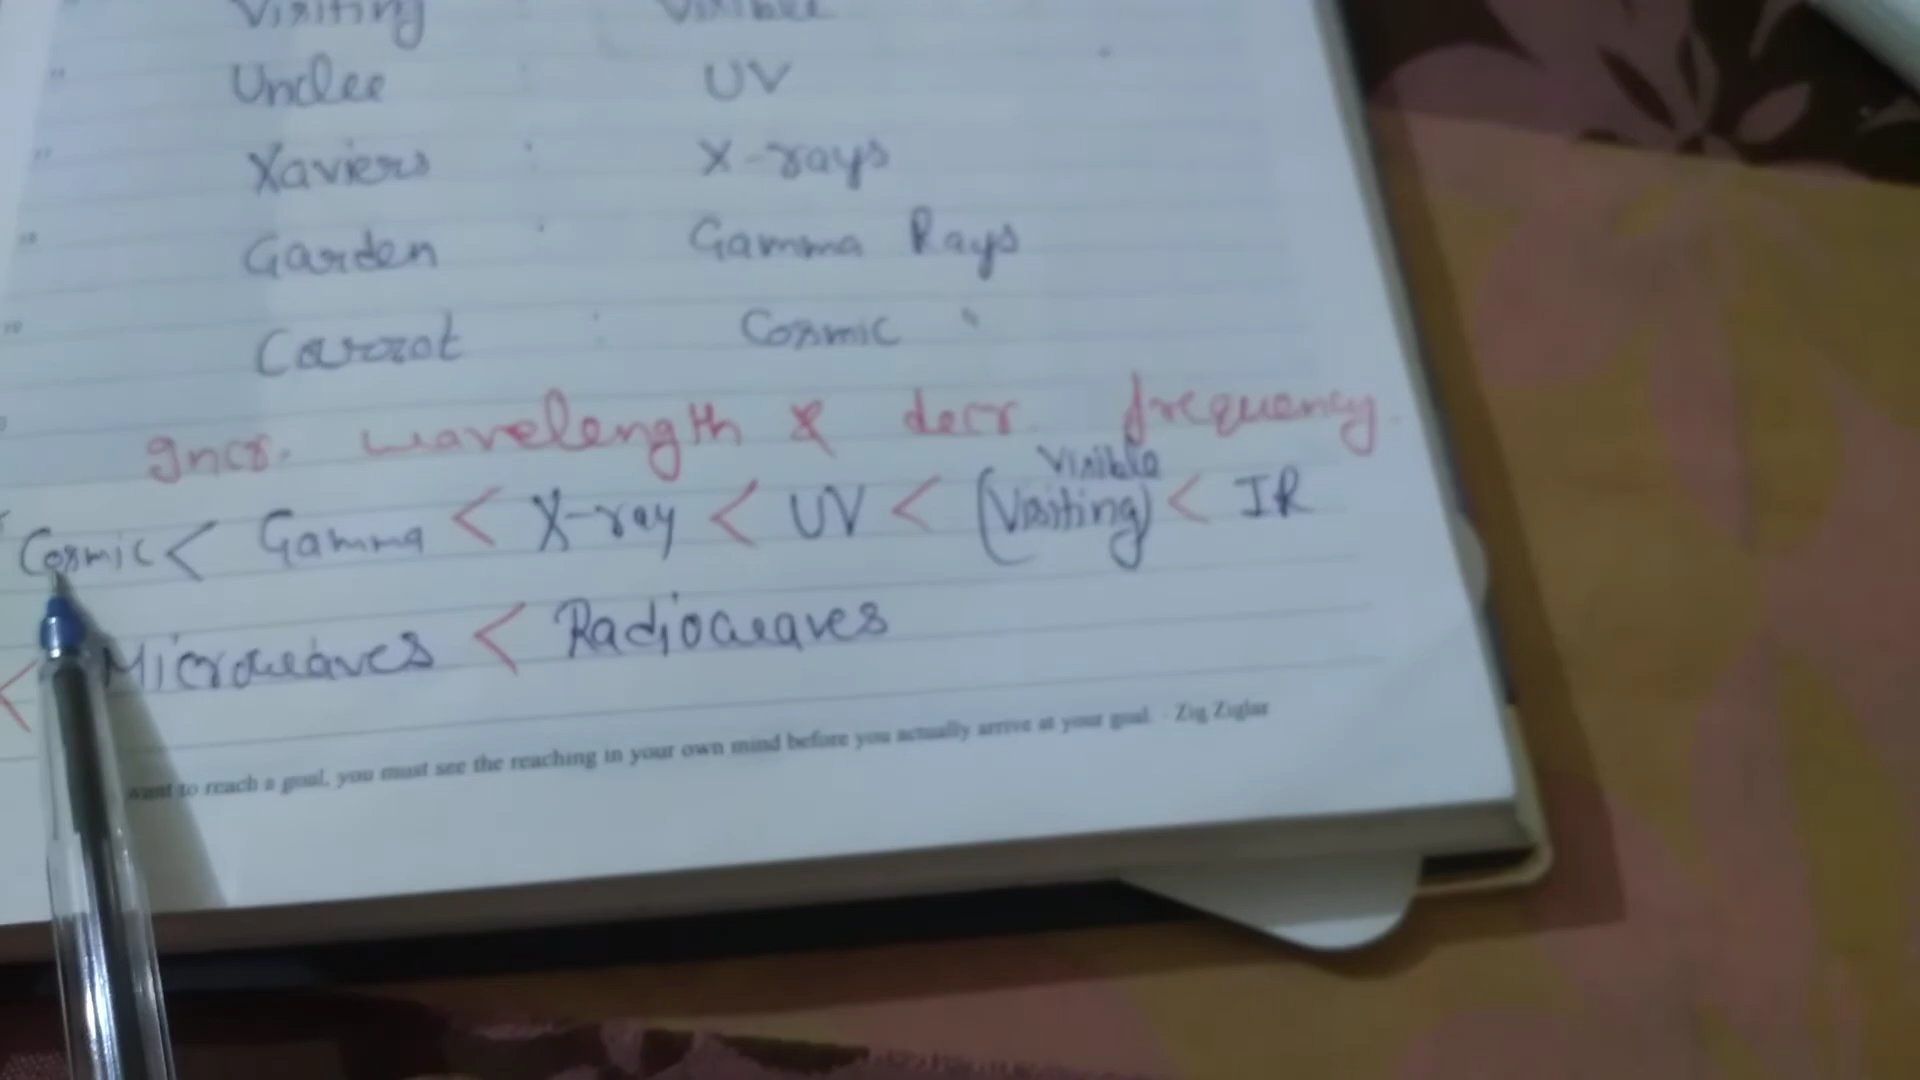 Visiting : Visible
Unclee : UV
Xaviers : X-rays
Garden : Gamma Rays
Carrot : Cosmic "
Incr. wavelength & decr. frequency.
Visible
Cosmic < Gamma < X-ray < UV < (Visiting) < IR
< Microwaves < Radiowaves
want to reach a goal, you must see the reaching in your own mind before you actually arrive at your goal. - Zig Ziglar